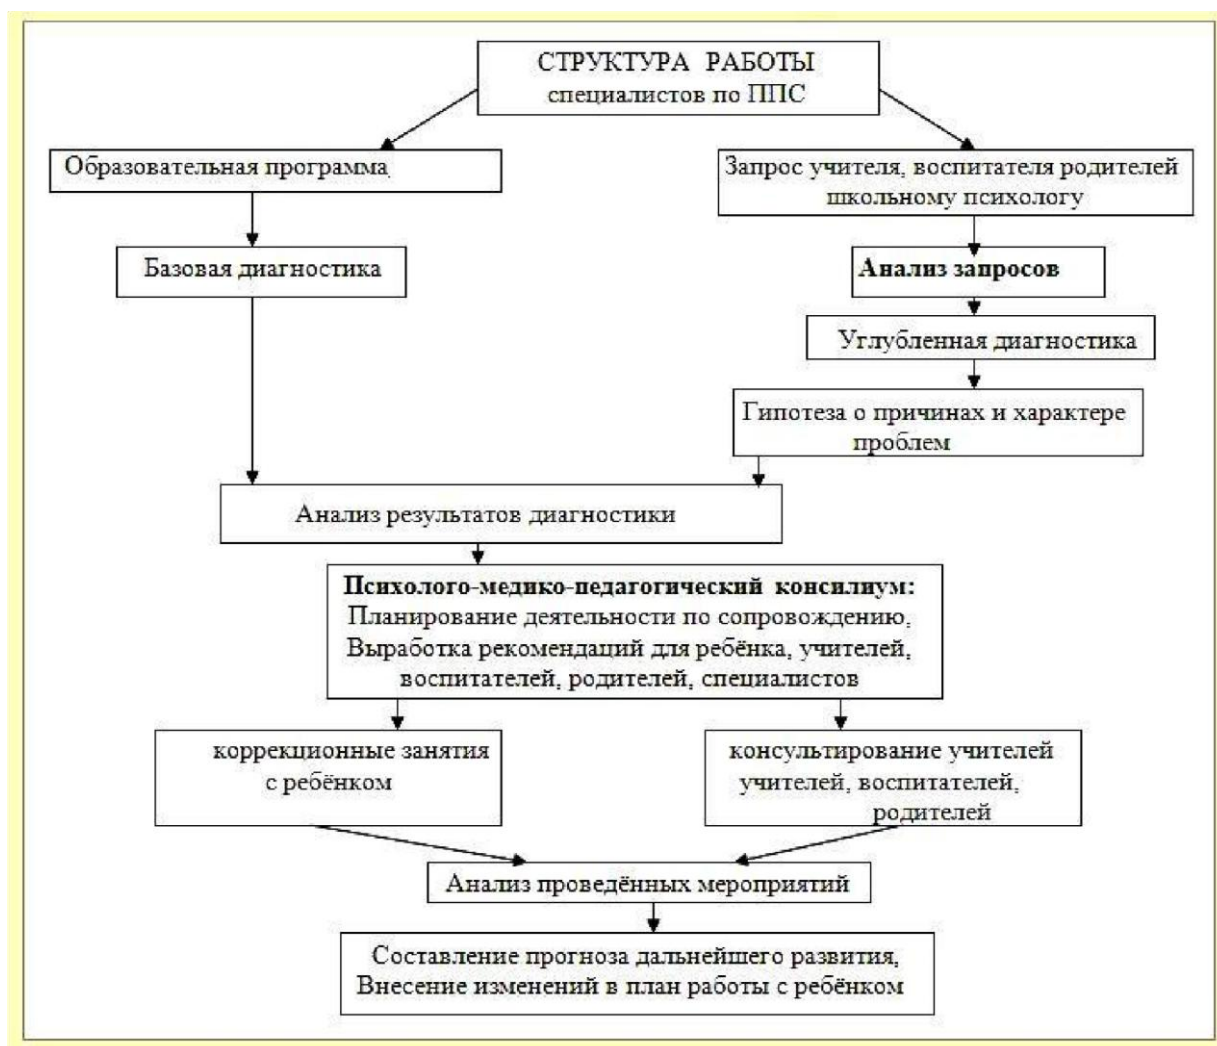 СТРУКТУРА РАБОТЫ
специалистов по ППС
Образовательная программа
Запрос учителя, воспитателя родителей
школьному психологу
Базовая диагностика
Анализ запросов
Углубленная диагностика
Гипотеза о причинах и характере
проблем
Анализ результатов диагностики
Психолого-медико-педагогический консилиум:
Планирование деятельности по сопровождению,
Выработка рекомендаций для ребёнка, учителей,
воспитателей, родителей, специалистов
коррекционные занятия
с ребёнком
консультирование учителей
учителей, воспитателей,
родителей
Анализ проведённых мероприятий
Составление прогноза дальнейшего развития,
Внесение изменений в план работы с ребёнком